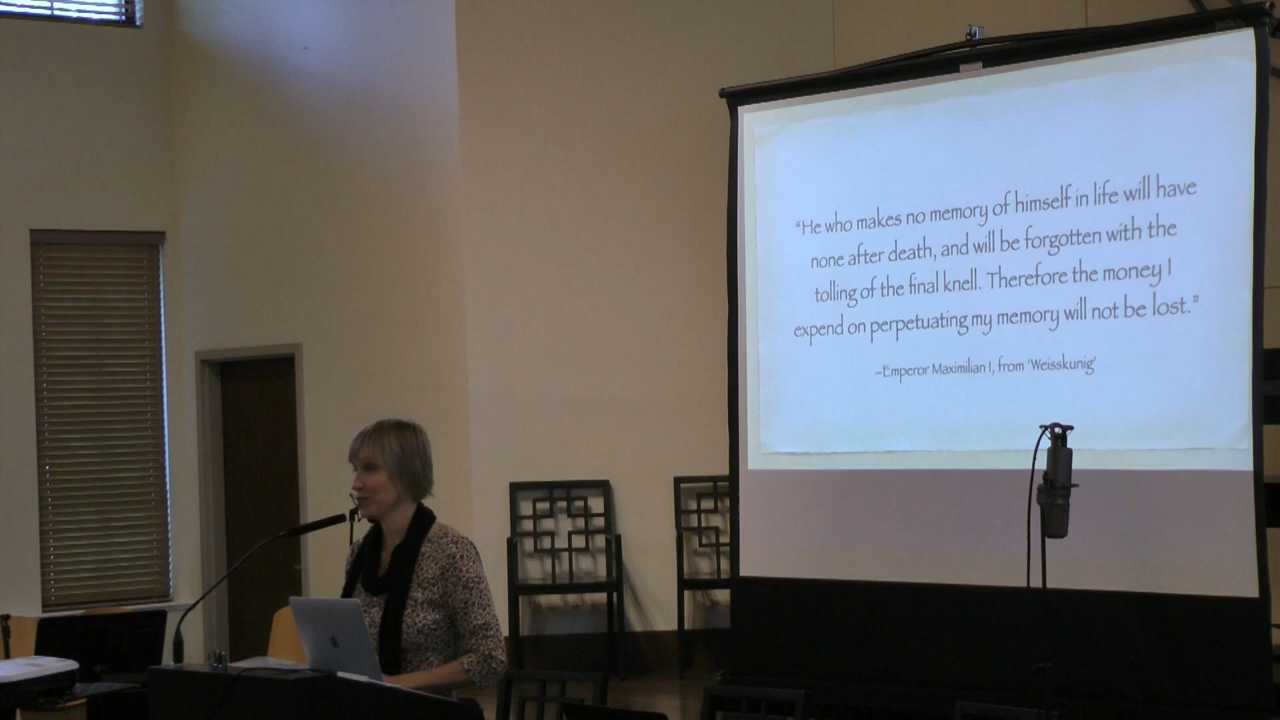 “He who makes no memory of himself in life will have
none after death, and will be forgotten with the
tolling of the final knell. Therefore the money I
expend on perpetuating my memory will not be lost.”
–Emperor Maximilian I, from ‘Weisskunig’